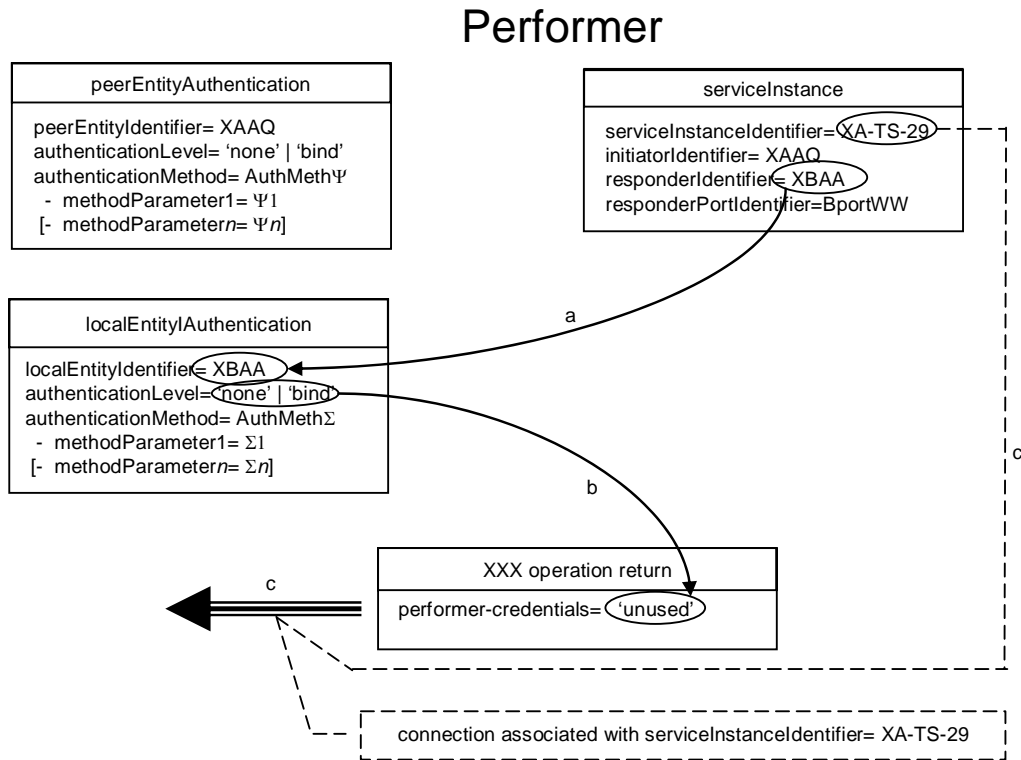 Performer
peerEntityAuthentication
peerEntityIdentifier= XAAQ
authenticationLevel= ‘none’ | ‘bind’
authenticationMethod= AuthMethΨ
- methodParameter1= Ψ1
[- methodParametern= Ψn]
serviceInstance
serviceInstanceIdentifier= XA-TS-29
initiatorIdentifier= XAAQ
responderIdentifier= XBAA
responderPortIdentifier=BportWW
a
localEntityIAuthentication
localEntityIdentifier= XBAA
authenticationLevel= ‘none’ | ‘bind’
authenticationMethod= AuthMethΣ
- methodParameter1= Σ1
[- methodParametern= Σn]
c
b
XXX operation return
performer-credentials= ‘unused’
c
connection associated with serviceInstanceIdentifier= XA-TS-29